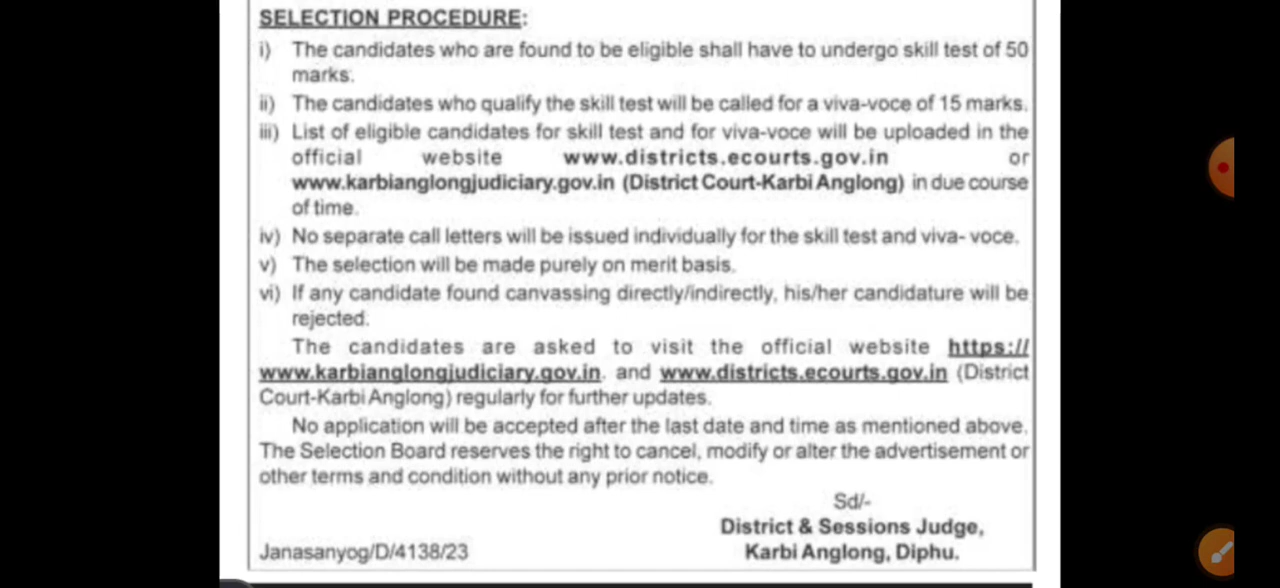 SELECTION PROCEDURE:
i) The candidates who are found to be eligible shall have to undergo skill test of 50
marks.
ii) The candidates who qualify the skill test will be called for a viva-voce of 15 marks.
iii) List of eligible candidates for skill test and for viva-voce will be uploaded in the
official website www.districts.ecourts.gov.in or
www.karbianglongjudiciary.gov.in (District Court-Karbi Anglong) in due course
of time.
iv) No separate call letters will be issued individually for the skill test and viva- voce.
v) The selection will be made purely on merit basis.
vi) If any candidate found canvassing directly/indirectly, his/her candidature will be
rejected.
The candidates are asked to visit the official website https://
www.karbianglongjudiciary.gov.in. and www.districts.ecourts.gov.in (District
Court-Karbi Anglong) regularly for further updates.
No application will be accepted after the last date and time as mentioned above.
The Selection Board reserves the right to cancel, modify or alter the advertisement or
other terms and condition without any prior notice.
Sd/-
District & Sessions Judge,
Janasanyog/D/4138/23 Karbi Anglong, Diphu.